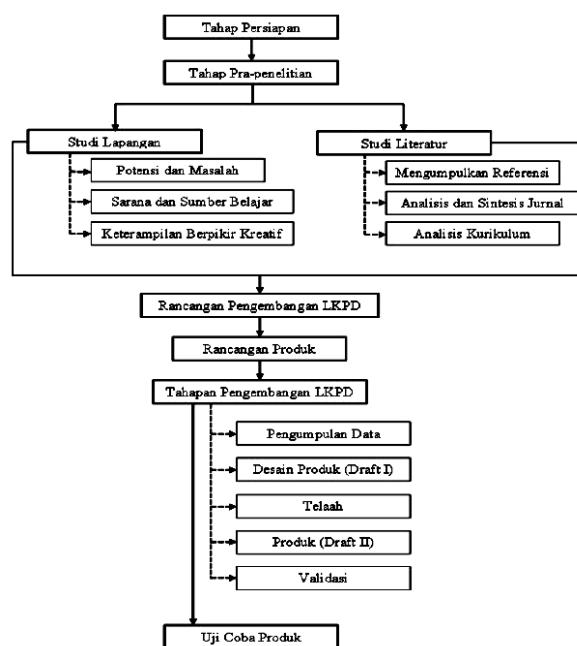 Tahap Persiapan
Tahap Pra-penelitian
Studi Lapangan
Potensi dan Masalah
Sarana dan Sumber Belajar
Keterampilan Berpikir Kreatif
Studi Literatur
Mengumpulkan Referensi
Analisis dan Sintesis Jurnal
Analisis Kurikulum
Rancangan Pengembangan LKPD
Rancangan Produk
Tahapan Pengembangan LKPD
Pengumpulan Data
Desain Produk (Draft I)
Telaah
Produk (Draft II)
Validasi
Uji Coba Produk